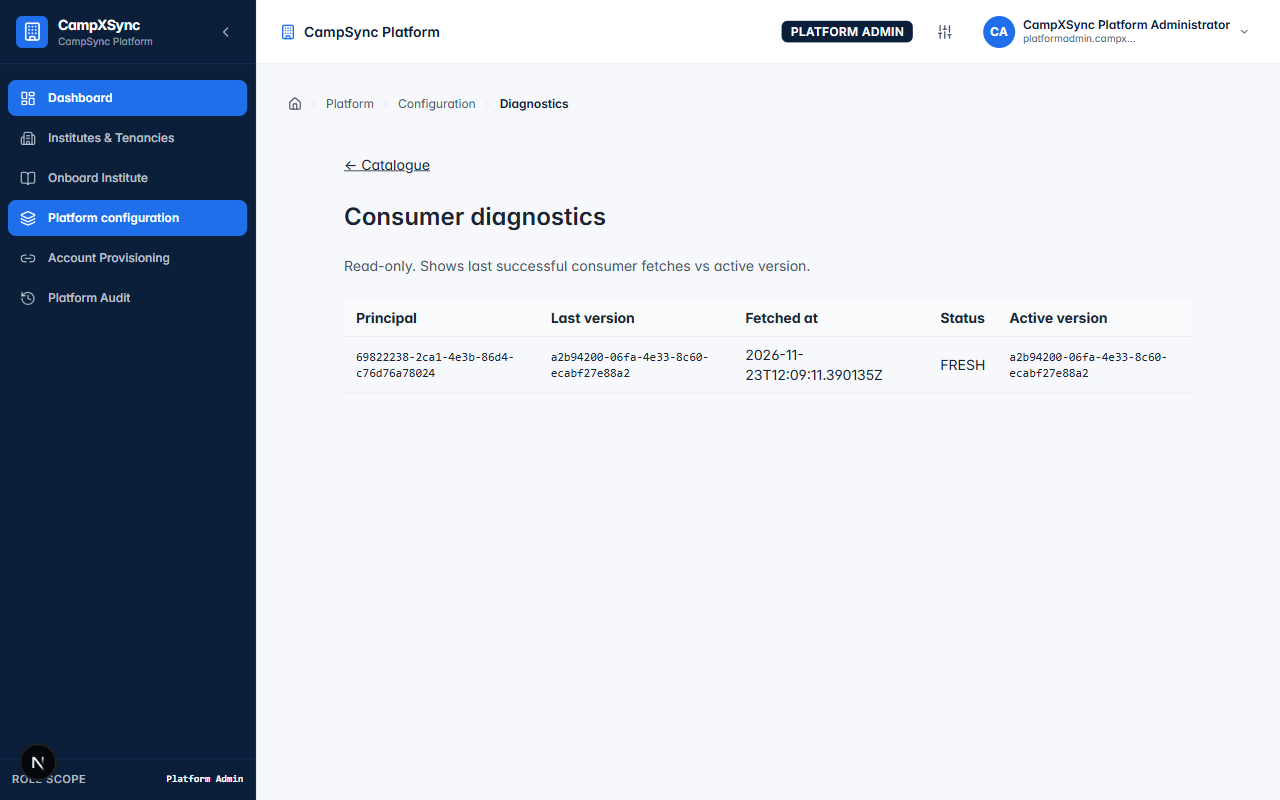 CampXSync
CampSync Platform
Dashboard
Institutes & Tenancies
Onboard Institute
Platform configuration
Account Provisioning
Platform Audit
N
ROLE SCOPE
Platform Admin
CampSync Platform
PLATFORM ADMIN
CA
CampXSync Platform Administrator
platformadmin.campx...
Platform
Configuration
Diagnostics
← Catalogue
Consumer diagnostics
Read-only. Shows last successful consumer fetches vs active version.
Principal Last version Fetched at Status Active version
69822238-2ca1-4e3b-86d4-
c76d76a78024
a2b94200-06fa-4e33-8c60-
ecabf27e88a2
2026-11-
23T12:09:11.390135Z
FRESH
a2b94200-06fa-4e33-8c60-
ecabf27e88a2